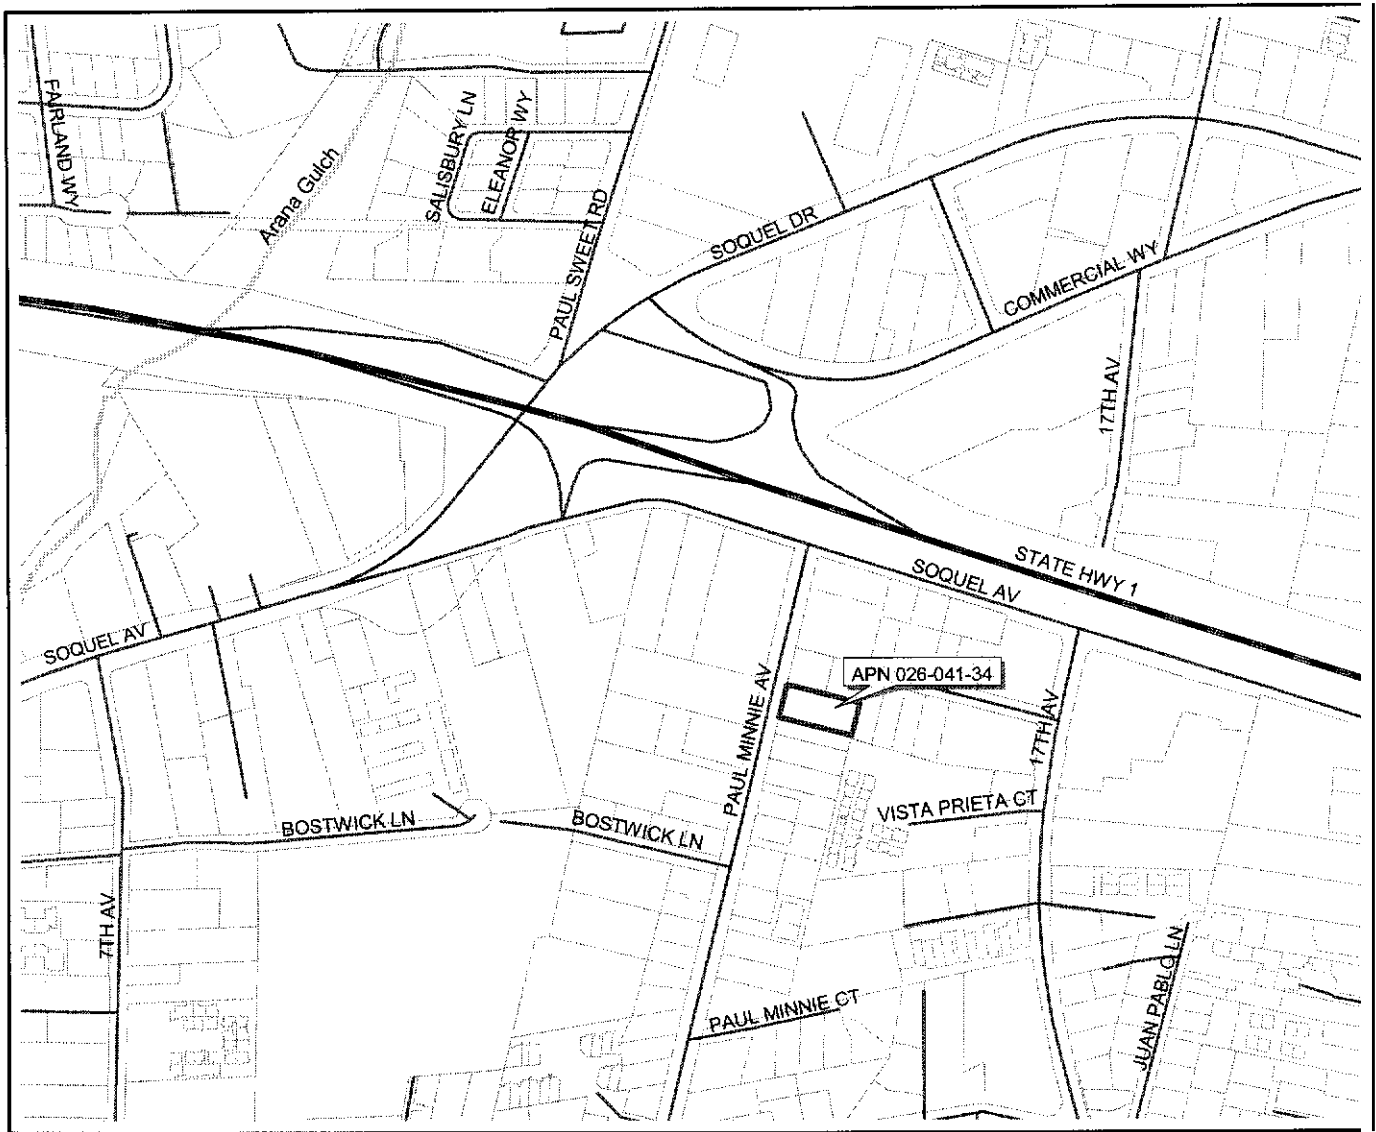 FAIRLAND WY
Arana Gulch
SALISBURY LN
ELEANOR WY
PAUL SWEET RD
SOQUEL DR
COMMERCIAL WY
17TH AV
STATE HWY 1
SOQUEL AV
SOQUEL AV
APN 026-041-34
PAUL MINNIE AV
17TH AV
VISTA PRIETA CT
BOSTWICK LN
BOSTWICK LN
7TH AV
PAUL MINNIE CT
JUAN PABLO LN